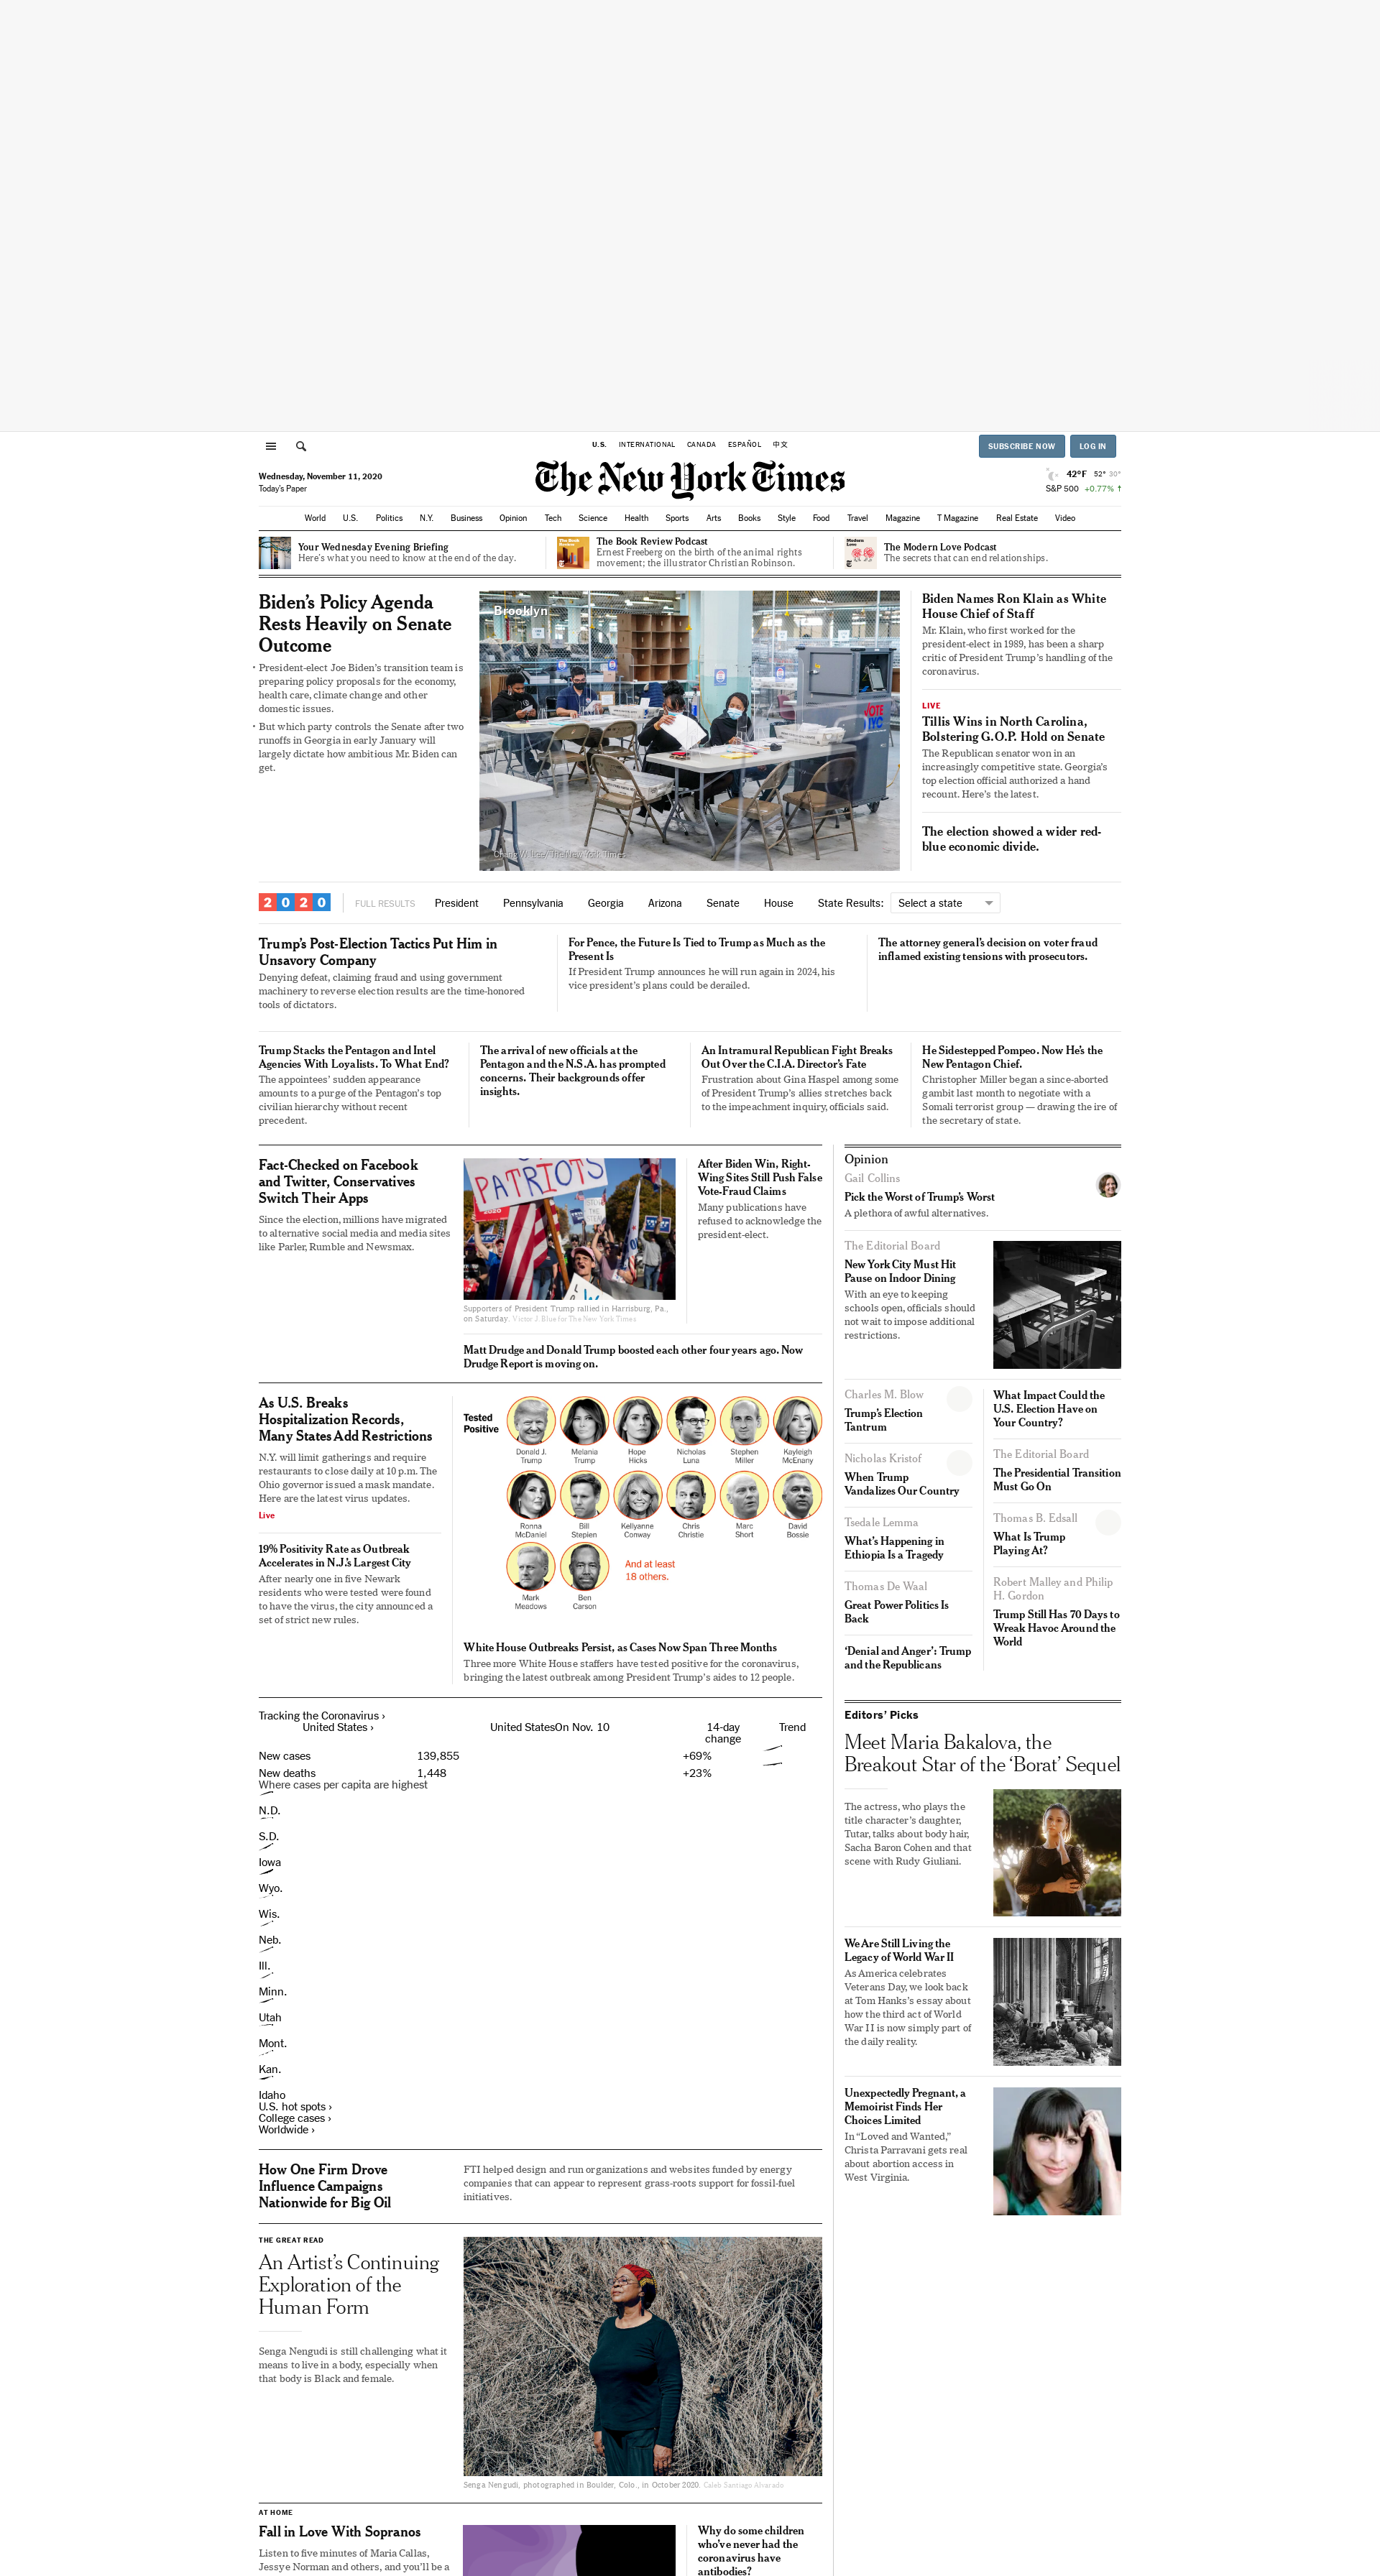 U.S. INTERNATIONAL CANADA ESPAÑOL 中文
SUBSCRIBE NOW LOG IN
Wednesday, November 11, 2020
Today's Paper
The New York Times
42°F 52° 30°
S&P 500 +0.77% ↑
World U.S. Politics N.Y. Business Opinion Tech Science Health Sports Arts Books Style Food Travel Magazine T Magazine Real Estate Video
Your Wednesday Evening Briefing
Here's what you need to know at the end of the day.
The Book Review Podcast
Ernest Freeberg on the birth of the animal rights
movement; the illustrator Christian Robinson.
The Modern Love Podcast
The secrets that can end relationships.
Biden's Policy Agenda
Rests Heavily on Senate
Outcome
• President-elect Joe Biden's transition team is
preparing policy proposals for the economy,
health care, climate change and other
domestic issues.
• But which party controls the Senate after two
runoffs in Georgia in early January will
largely dictate how ambitious Mr. Biden can
get.
Brooklyn
VOTE
NYC
Chang W. Lee/The New York Times
Biden Names Ron Klain as White
House Chief of Staff
Mr. Klain, who first worked for the
president-elect in 1989, has been a sharp
critic of President Trump's handling of the
coronavirus.
LIVE
Tillis Wins in North Carolina,
Bolstering G.O.P. Hold on Senate
The Republican senator won in an
increasingly competitive state. Georgia's
top election official authorized a hand
recount. Here's the latest.
The election showed a wider red-
blue economic divide.
2020 FULL RESULTS President Pennsylvania Georgia Arizona Senate House State Results: Select a state
Trump's Post-Election Tactics Put Him in
Unsavory Company
Denying defeat, claiming fraud and using government
machinery to reverse election results are the time-honored
tools of dictators.
For Pence, the Future Is Tied to Trump as Much as the
Present Is
If President Trump announces he will run again in 2024, his
vice president's plans could be derailed.
The attorney general's decision on voter fraud
inflamed existing tensions with prosecutors.
Trump Stacks the Pentagon and Intel
Agencies With Loyalists. To What End?
The appointees' sudden appearance
amounts to a purge of the Pentagon's top
civilian hierarchy without recent
precedent.
The arrival of new officials at the
Pentagon and the N.S.A. has prompted
concerns. Their backgrounds offer
insights.
An Intramural Republican Fight Breaks
Out Over the C.I.A. Director's Fate
Frustration about Gina Haspel among some
of President Trump's allies stretches back
to the impeachment inquiry, officials said.
He Sidestepped Pompeo. Now He's the
New Pentagon Chief.
Christopher Miller began a since-aborted
gambit last month to negotiate with a
Somali terrorist group — drawing the ire of
the secretary of state.
Fact-Checked on Facebook
and Twitter, Conservatives
Switch Their Apps
Since the election, millions have migrated
to alternative social media and media sites
like Parler, Rumble and Newsmax.
PATRIOTS
Supporters of President Trump rallied in Harrisburg, Pa.,
on Saturday. Victor J. Blue for The New York Times
After Biden Win, Right-
Wing Sites Still Push False
Vote-Fraud Claims
Many publications have
refused to acknowledge the
president-elect.
Matt Drudge and Donald Trump boosted each other four years ago. Now
Drudge Report is moving on.
As U.S. Breaks
Hospitalization Records,
Many States Add Restrictions
N.Y. will limit gatherings and require
restaurants to close daily at 10 p.m. The
Ohio governor issued a mask mandate.
Here are the latest virus updates.
Live
19% Positivity Rate as Outbreak
Accelerates in N.J.'s Largest City
After nearly one in five Newark
residents who were tested were found
to have the virus, the city announced a
set of strict new rules.
Tested
Positive
Donald J. Trump
Melania Trump
Hope Hicks
Nicholas Luna
Stephen Miller
Kayleigh McEnany
Ronna McDaniel
Bill Stepien
Kellyanne Conway
Chris Christie
Marc Short
David Bossie
Mark Meadows
Ben Carson
And at least
18 others.
White House Outbreaks Persist, as Cases Now Span Three Months
Three more White House staffers have tested positive for the coronavirus,
bringing the latest outbreak among President Trump's aides to 12 people.
Tracking the Coronavirus ›
United States › United StatesOn Nov. 10 14-day change Trend
New cases 139,855 +69%
New deaths 1,448 +23%
Where cases per capita are highest
N.D.
S.D.
Iowa
Wyo.
Wis.
Neb.
Ill.
Minn.
Utah
Mont.
Kan.
Idaho
U.S. hot spots ›
College cases ›
Worldwide ›
How One Firm Drove
Influence Campaigns
Nationwide for Big Oil
FTI helped design and run organizations and websites funded by energy
companies that can appear to represent grass-roots support for fossil-fuel
initiatives.
THE GREAT READ
An Artist's Continuing
Exploration of the
Human Form
Senga Nengudi is still challenging what it
means to live in a body, especially when
that body is Black and female.
Senga Nengudi, photographed in Boulder, Colo., in October 2020. Caleb Santiago Alvarado
AT HOME
Fall in Love With Sopranos
Listen to five minutes of Maria Callas,
Jessye Norman and others, and you'll be a
Why do some children
who've never had the
coronavirus have
antibodies?
Opinion
Gail Collins
Pick the Worst of Trump's Worst
A plethora of awful alternatives.
The Editorial Board
New York City Must Hit
Pause on Indoor Dining
With an eye to keeping
schools open, officials should
not wait to impose additional
restrictions.
Charles M. Blow
Trump's Election
Tantrum
Nicholas Kristof
When Trump
Vandalizes Our Country
Tsedale Lemma
What's Happening in
Ethiopia Is a Tragedy
Thomas De Waal
Great Power Politics Is
Back
'Denial and Anger': Trump
and the Republicans
What Impact Could the
U.S. Election Have on
Your Country?
The Editorial Board
The Presidential Transition
Must Go On
Thomas B. Edsall
What Is Trump
Playing At?
Robert Malley and Philip
H. Gordon
Trump Still Has 70 Days to
Wreak Havoc Around the
World
Editors' Picks
Meet Maria Bakalova, the
Breakout Star of the 'Borat' Sequel
The actress, who plays the
title character's daughter,
Tutar, talks about body hair,
Sacha Baron Cohen and that
scene with Rudy Giuliani.
We Are Still Living the
Legacy of World War II
As America celebrates
Veterans Day, we look back
at Tom Hanks's essay about
how the third act of World
War II is now simply part of
the daily reality.
Unexpectedly Pregnant, a
Memoirist Finds Her
Choices Limited
In "Loved and Wanted,"
Christa Parravani gets real
about abortion access in
West Virginia.